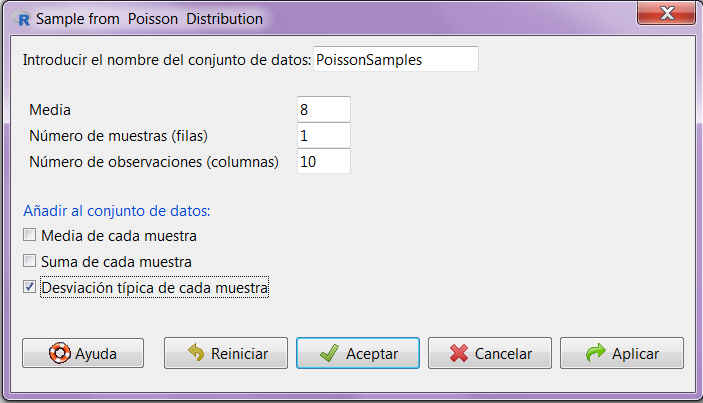 R Sample from Poisson Distribution
X
Introducir el nombre del conjunto de datos: PoissonSamples
Media 8
Número de muestras (filas) 1
Número de observaciones (columnas) 10
Añadir al conjunto de datos:
Media de cada muestra
Suma de cada muestra
Desviación típica de cada muestra
Ayuda Reiniciar Aceptar Cancelar Aplicar